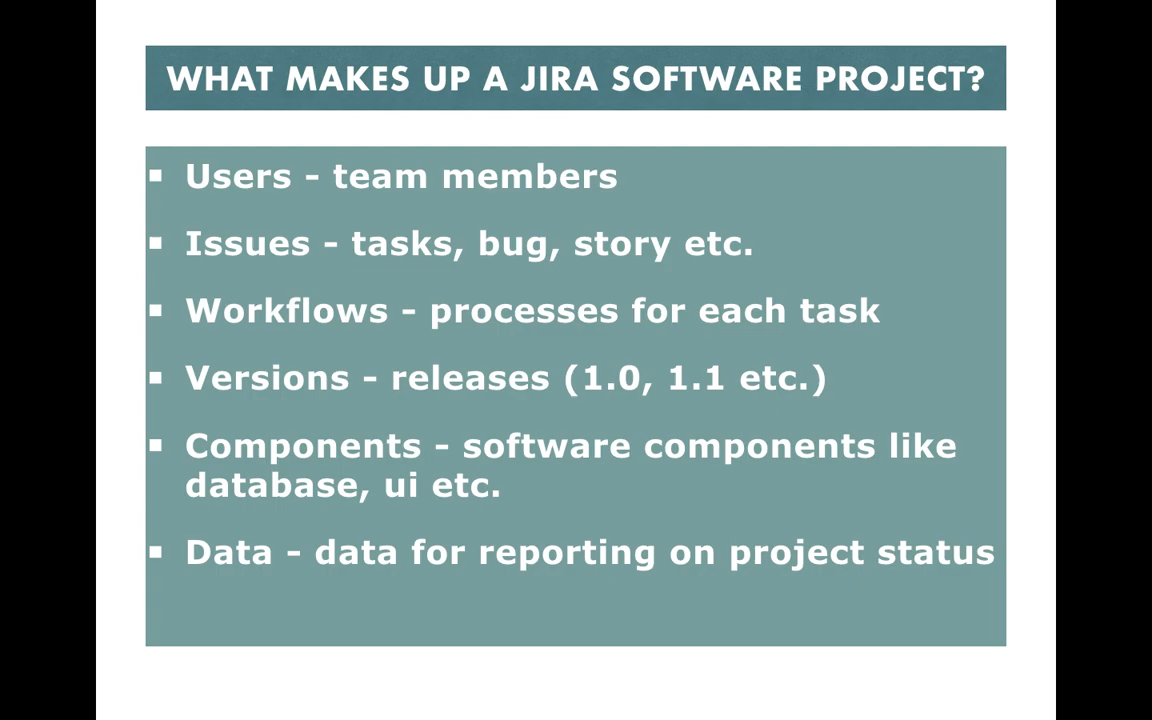 WHAT MAKES UP A JIRA SOFTWARE PROJECT?
▪ Users - team members
▪ Issues - tasks, bug, story etc.
▪ Workflows - processes for each task
▪ Versions - releases (1.0, 1.1 etc.)
▪ Components - software components like
database, ui etc.
▪ Data - data for reporting on project status